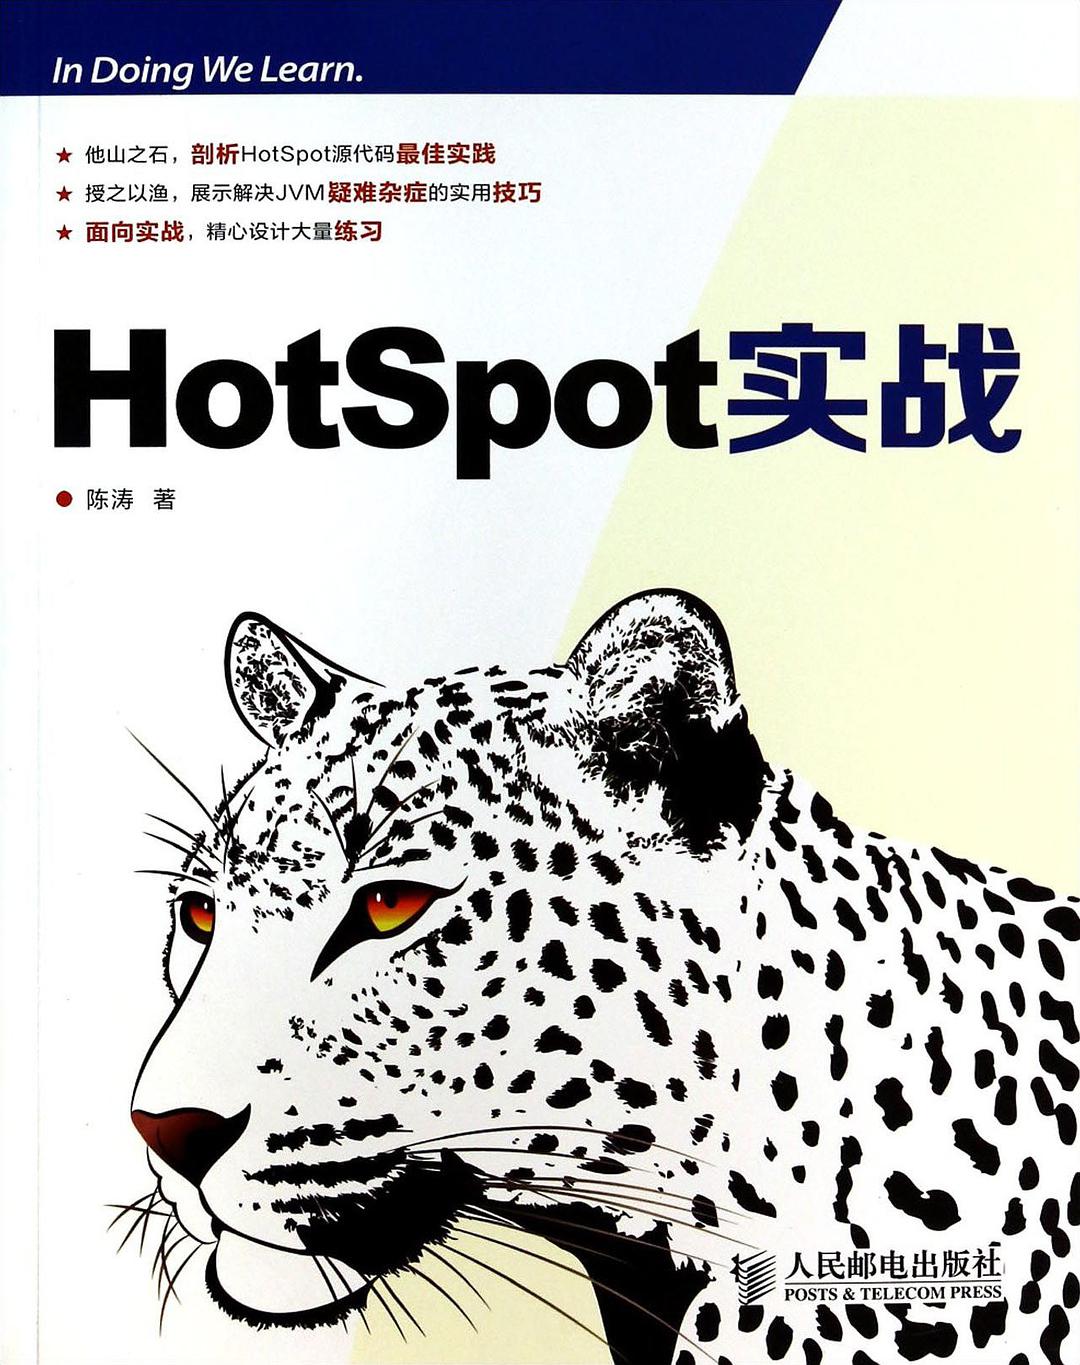 In Doing We Learn.
★ 他山之石，剖析HotSpot源代码最佳实践
★ 授之以渔，展示解决JVM疑难杂症的实用技巧
★ 面向实战，精心设计大量练习
HotSpot实战
● 陈涛 著
人民邮电出版社
POSTS & TELECOM PRESS